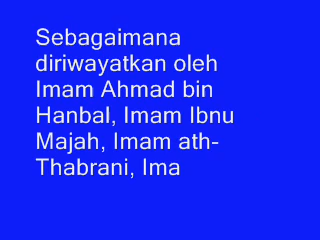 Sebagaimana
diriwayatkan oleh
Imam Ahmad bin
Hanbal, Imam Ibnu
Majah, Imam ath-
Thabrani, Ima